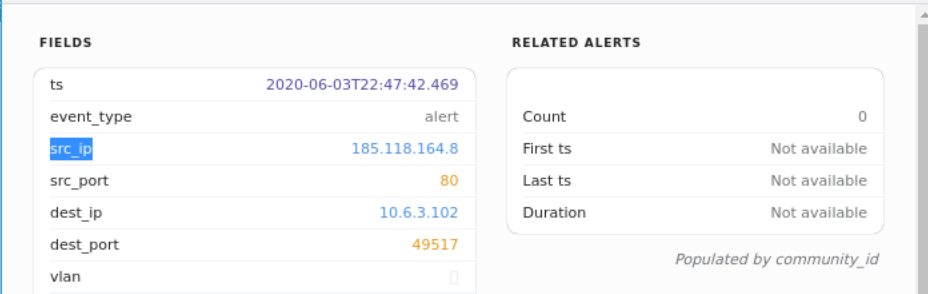 FIELDS
ts 2020-06-03T22:47:42.469
event_type alert
src_ip 185.118.164.8
src_port 80
dest_ip 10.6.3.102
dest_port 49517
vlan
RELATED ALERTS
Count 0
First ts Not available
Last ts Not available
Duration Not available
Populated by community_id